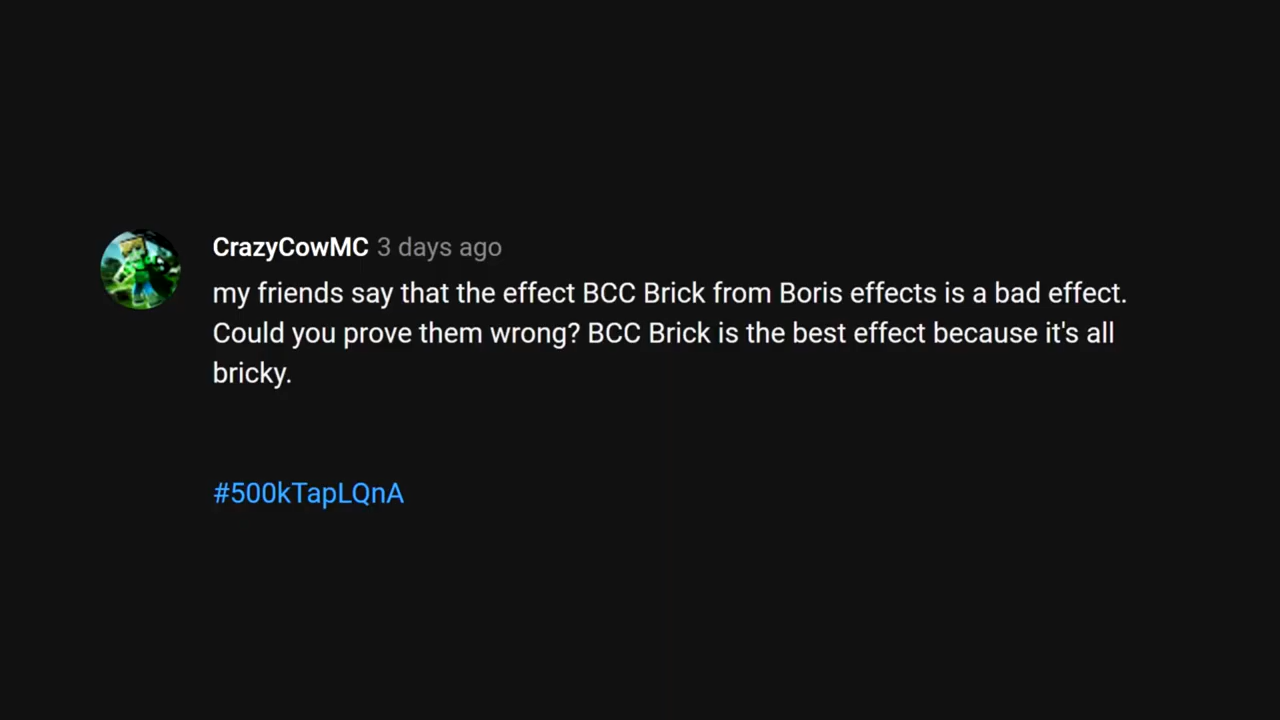 CrazyCowMC 3 days ago
my friends say that the effect BCC Brick from Boris effects is a bad effect.
Could you prove them wrong? BCC Brick is the best effect because it's all
bricky.
#500kTapLQnA